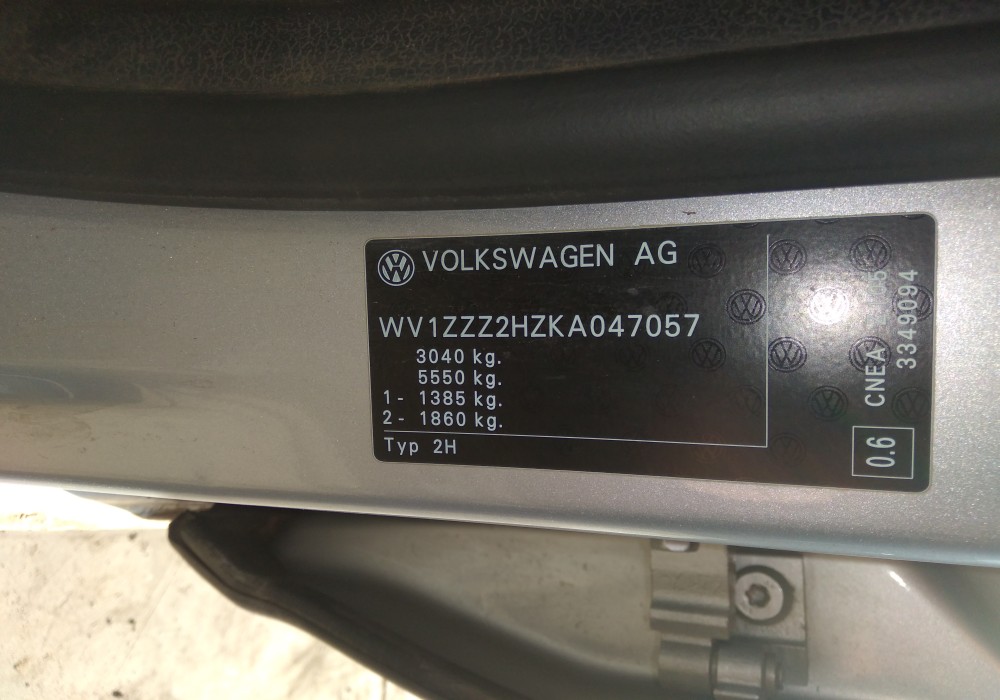 VOLKSWAGEN AG
WV1ZZZ2HZKA047057
3040 kg.
5550 kg.
1- 1385 kg.
2- 1860 kg.
Typ 2H
CNEA
3349094
0.6